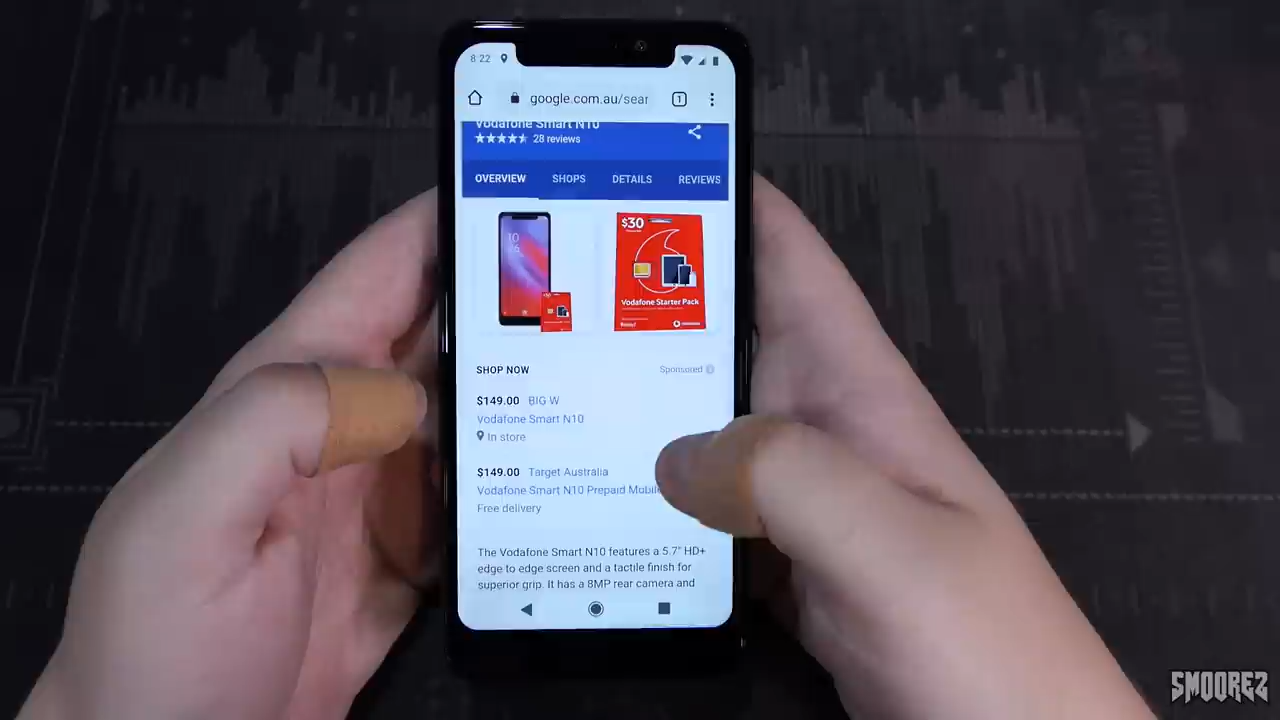 8:22
google.com.au/sear
1
Vodafone Smart N10
28 reviews
OVERVIEW SHOPS DETAILS REVIEWS
$30
Vodafone Starter Pack
SHOP NOW
Sponsored
$149.00 BIG W
Vodafone Smart N10
In store
$149.00 Target Australia
Vodafone Smart N10 Prepaid Mobile
Free delivery
The Vodafone Smart N10 features a 5.7" HD+
edge to edge screen and a tactile finish for
superior grip. It has a 8MP rear camera and
SMOOREZ